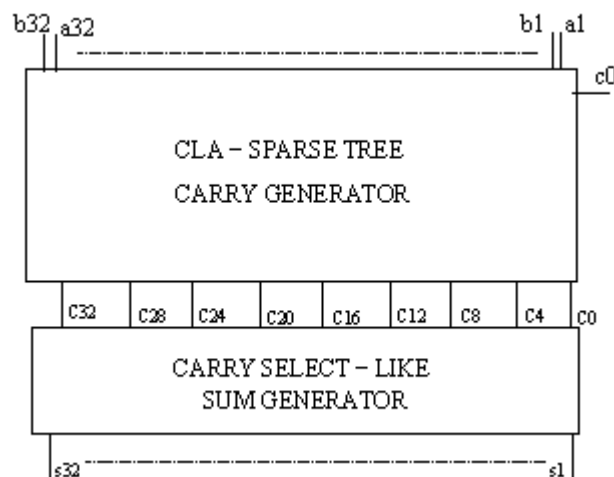 b32 a32 b1 a1
c0
CLA – SPARSE TREE
CARRY GENERATOR
C32 C28 C24 C20 C16 C12 C8 C4 C0
CARRY SELECT – LIKE
SUM GENERATOR
s32 s1